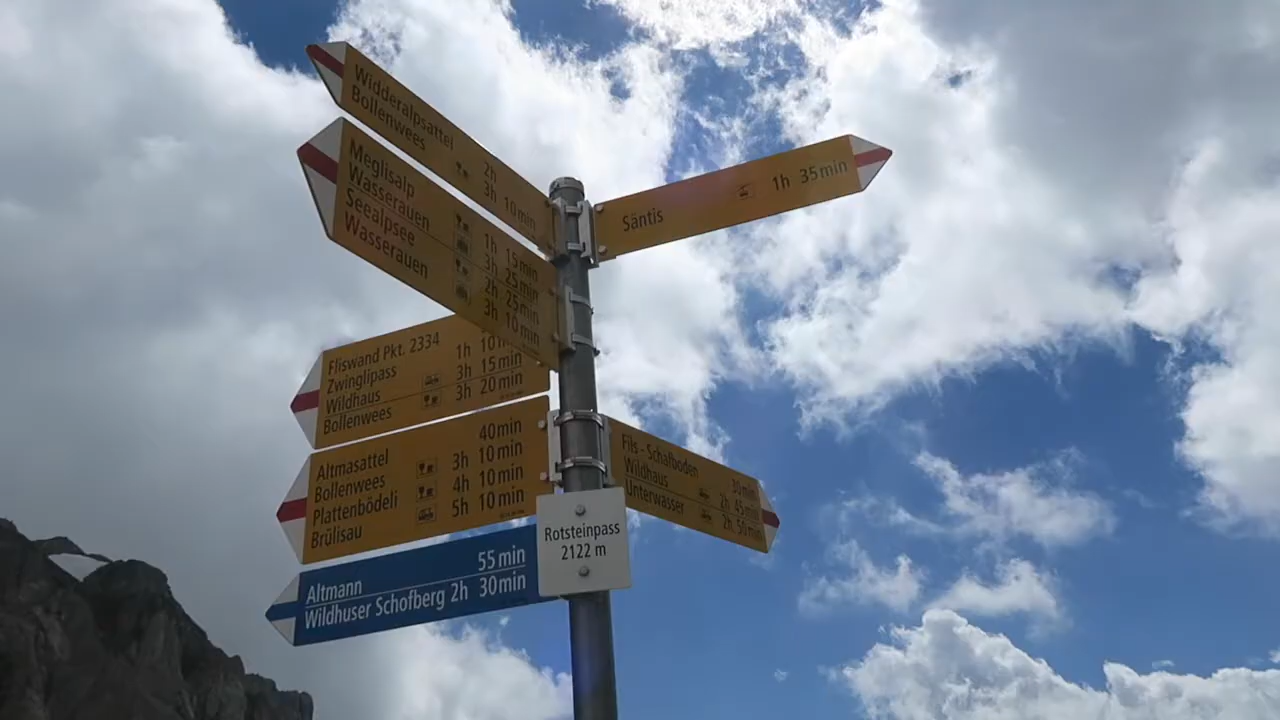 Widderalpsattel 2h
Bollenwees 3h 10min
Säntis 1h 35min
Meglisalp 1h 15min
Wasserauen 3h 25min
Seealpsee 2h 25min
Wasserauen 3h 10min
Fliswand Pkt. 2334 1h 10
Zwinglipass 1h 10min
Wildhaus 3h 15min
Bollenwees 3h 20min
Altmasattel 40min
Bollenwees 3h 10min
Plattenbödeli 4h 10min
Brülisau 5h 10min
Fils - Schafboden 30min
Wildhaus 2h 45min
Unterwasser 2h 50min
Rotsteinpass
2122 m
Altmann 55min
Wildhuser Schofberg 2h 30min